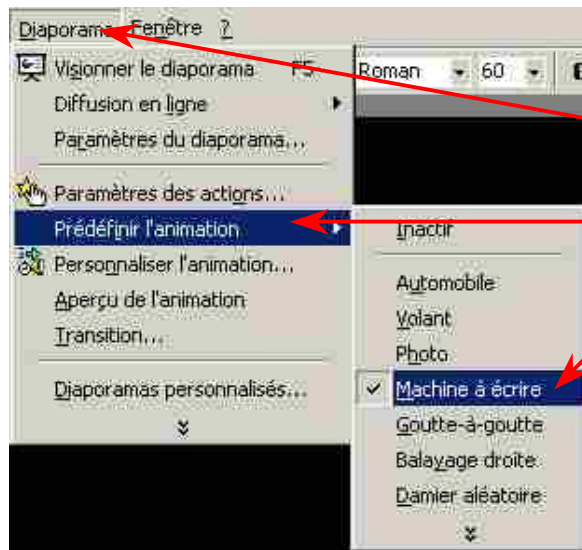 Diaporama Fenêtre ?
Visionner le diaporama F5
Roman 60
Diffusion en ligne
Paramètres du diaporama...
Paramètres des actions...
Prédéfinir l'animation
Inactif
Personnaliser l'animation...
Automobile
Aperçu de l'animation
Volant
Transition...
Photo
Diaporamas personnalisés...
Machine à écrire
Goutte-à-goutte
Balayage droite
Damier aléatoire